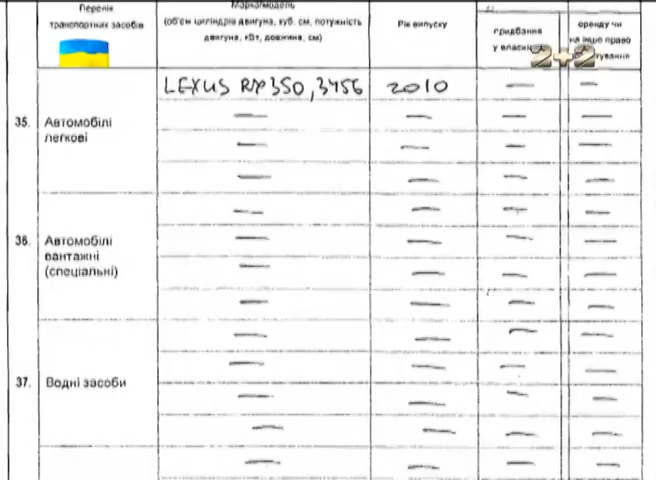 Перелік
транспортних засобів
Марка/модель
(об'єм циліндрів двигуна, куб. см, потужність
двигуна, кВт, довжина, см)
Рік випуску
придбання
у власність
оренду чи
на інше право
2+2
LEXUS RX350, 3456 2010 — —
35. Автомобілі
легкові
36. Автомобілі
вантажні
(спеціальні)
37. Водні засоби